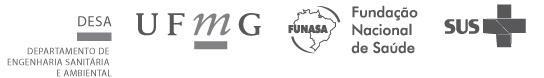 DESA
DEPARTAMENTO DE
ENGENHARIA SANITÁRIA
E AMBIENTAL
UFmG
FUNASA
Fundação
Nacional
de Saúde
SUS